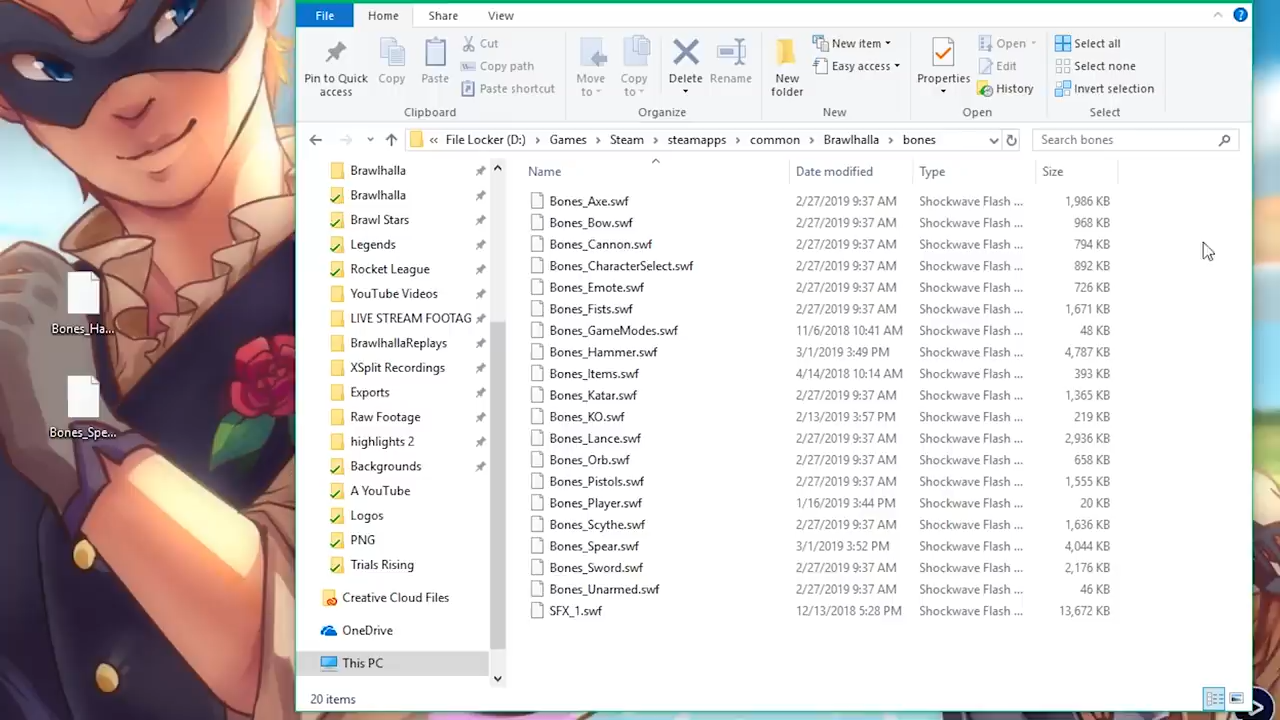 File Home Share View
Pin to Quick access
Copy
Paste
Cut
Copy path
Paste shortcut
Clipboard
Move to
Copy to
Delete
Rename
Organize
New folder
New item
Easy access
New
Properties
Open
Edit
History
Open
Select all
Select none
Invert selection
Select
« File Locker (D:) > Games > Steam > steamapps > common > Brawlhalla > bones
Search bones
Bones_Ha...
Bones_Spe...
Brawlhalla
Brawlhalla
Brawl Stars
Legends
Rocket League
YouTube Videos
LIVE STREAM FOOTAG
BrawlhallaReplays
XSplit Recordings
Exports
Raw Footage
highlights 2
Backgrounds
A YouTube
Logos
PNG
Trials Rising
Creative Cloud Files
OneDrive
This PC
Name Date modified Type Size
Bones_Axe.swf 2/27/2019 9:37 AM Shockwave Flash ... 1,986 KB
Bones_Bow.swf 2/27/2019 9:37 AM Shockwave Flash ... 968 KB
Bones_Cannon.swf 2/27/2019 9:37 AM Shockwave Flash ... 794 KB
Bones_CharacterSelect.swf 2/27/2019 9:37 AM Shockwave Flash ... 892 KB
Bones_Emote.swf 2/27/2019 9:37 AM Shockwave Flash ... 726 KB
Bones_Fists.swf 2/27/2019 9:37 AM Shockwave Flash ... 1,671 KB
Bones_GameModes.swf 11/6/2018 10:41 AM Shockwave Flash ... 48 KB
Bones_Hammer.swf 3/1/2019 3:49 PM Shockwave Flash ... 4,787 KB
Bones_Items.swf 4/14/2018 10:14 AM Shockwave Flash ... 393 KB
Bones_Katar.swf 2/27/2019 9:37 AM Shockwave Flash ... 1,365 KB
Bones_KO.swf 2/13/2019 3:57 PM Shockwave Flash ... 219 KB
Bones_Lance.swf 2/27/2019 9:37 AM Shockwave Flash ... 2,936 KB
Bones_Orb.swf 2/27/2019 9:37 AM Shockwave Flash ... 658 KB
Bones_Pistols.swf 2/27/2019 9:37 AM Shockwave Flash ... 1,555 KB
Bones_Player.swf 1/16/2019 3:44 PM Shockwave Flash ... 20 KB
Bones_Scythe.swf 2/27/2019 9:37 AM Shockwave Flash ... 1,636 KB
Bones_Spear.swf 3/1/2019 3:52 PM Shockwave Flash ... 4,044 KB
Bones_Sword.swf 2/27/2019 9:37 AM Shockwave Flash ... 2,176 KB
Bones_Unarmed.swf 2/27/2019 9:37 AM Shockwave Flash ... 46 KB
SFX_1.swf 12/13/2018 5:28 PM Shockwave Flash ... 13,672 KB
20 items